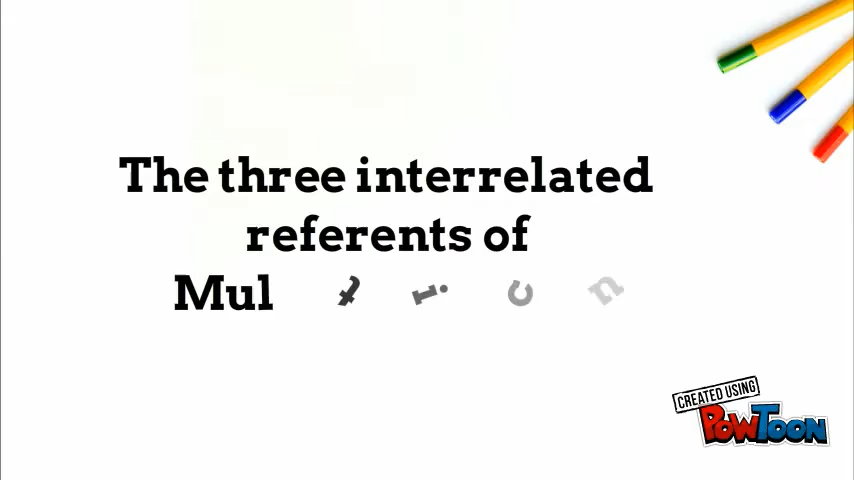 The three interrelated
referents of
Mul t i c u
CREATED USING
POWTOON